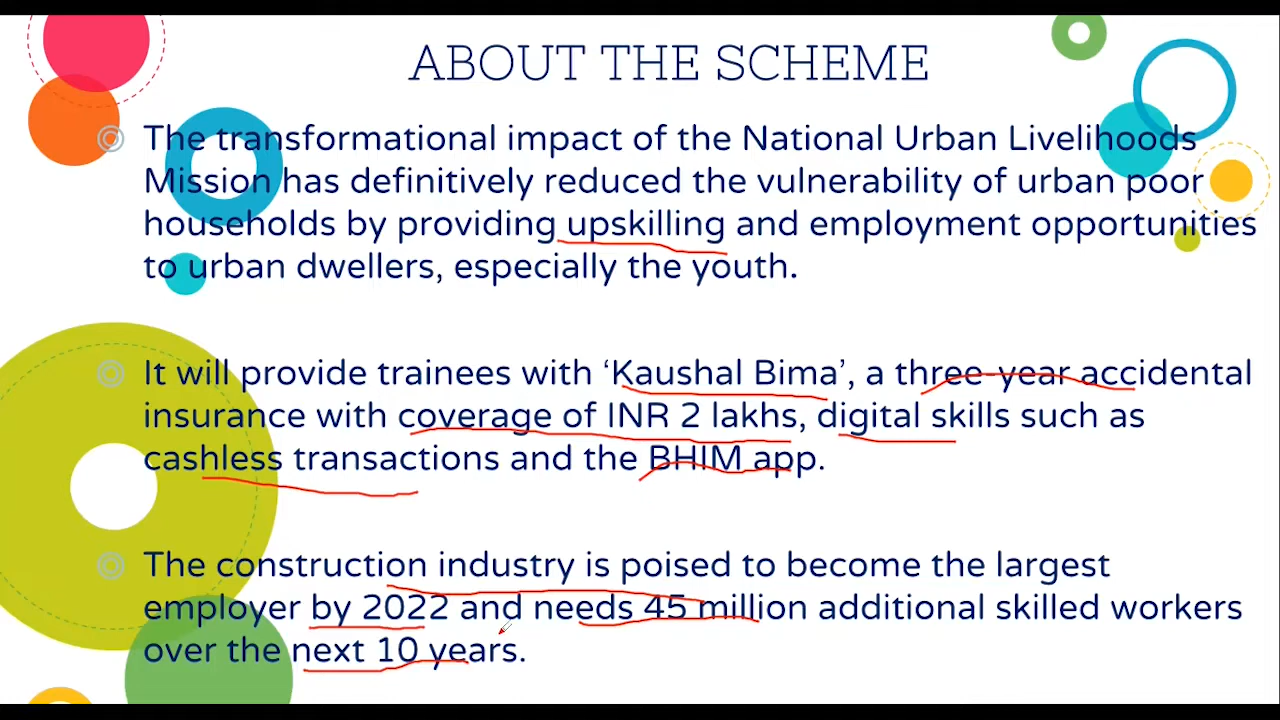 ABOUT THE SCHEME
The transformational impact of the National Urban Livelihoods
Mission has definitively reduced the vulnerability of urban poor
households by providing upskilling and employment opportunities
to urban dwellers, especially the youth.
It will provide trainees with ‘Kaushal Bima’, a three-year accidental
insurance with coverage of INR 2 lakhs, digital skills such as
cashless transactions and the BHIM app.
The construction industry is poised to become the largest
employer by 2022 and needs 45 million additional skilled workers
over the next 10 years.